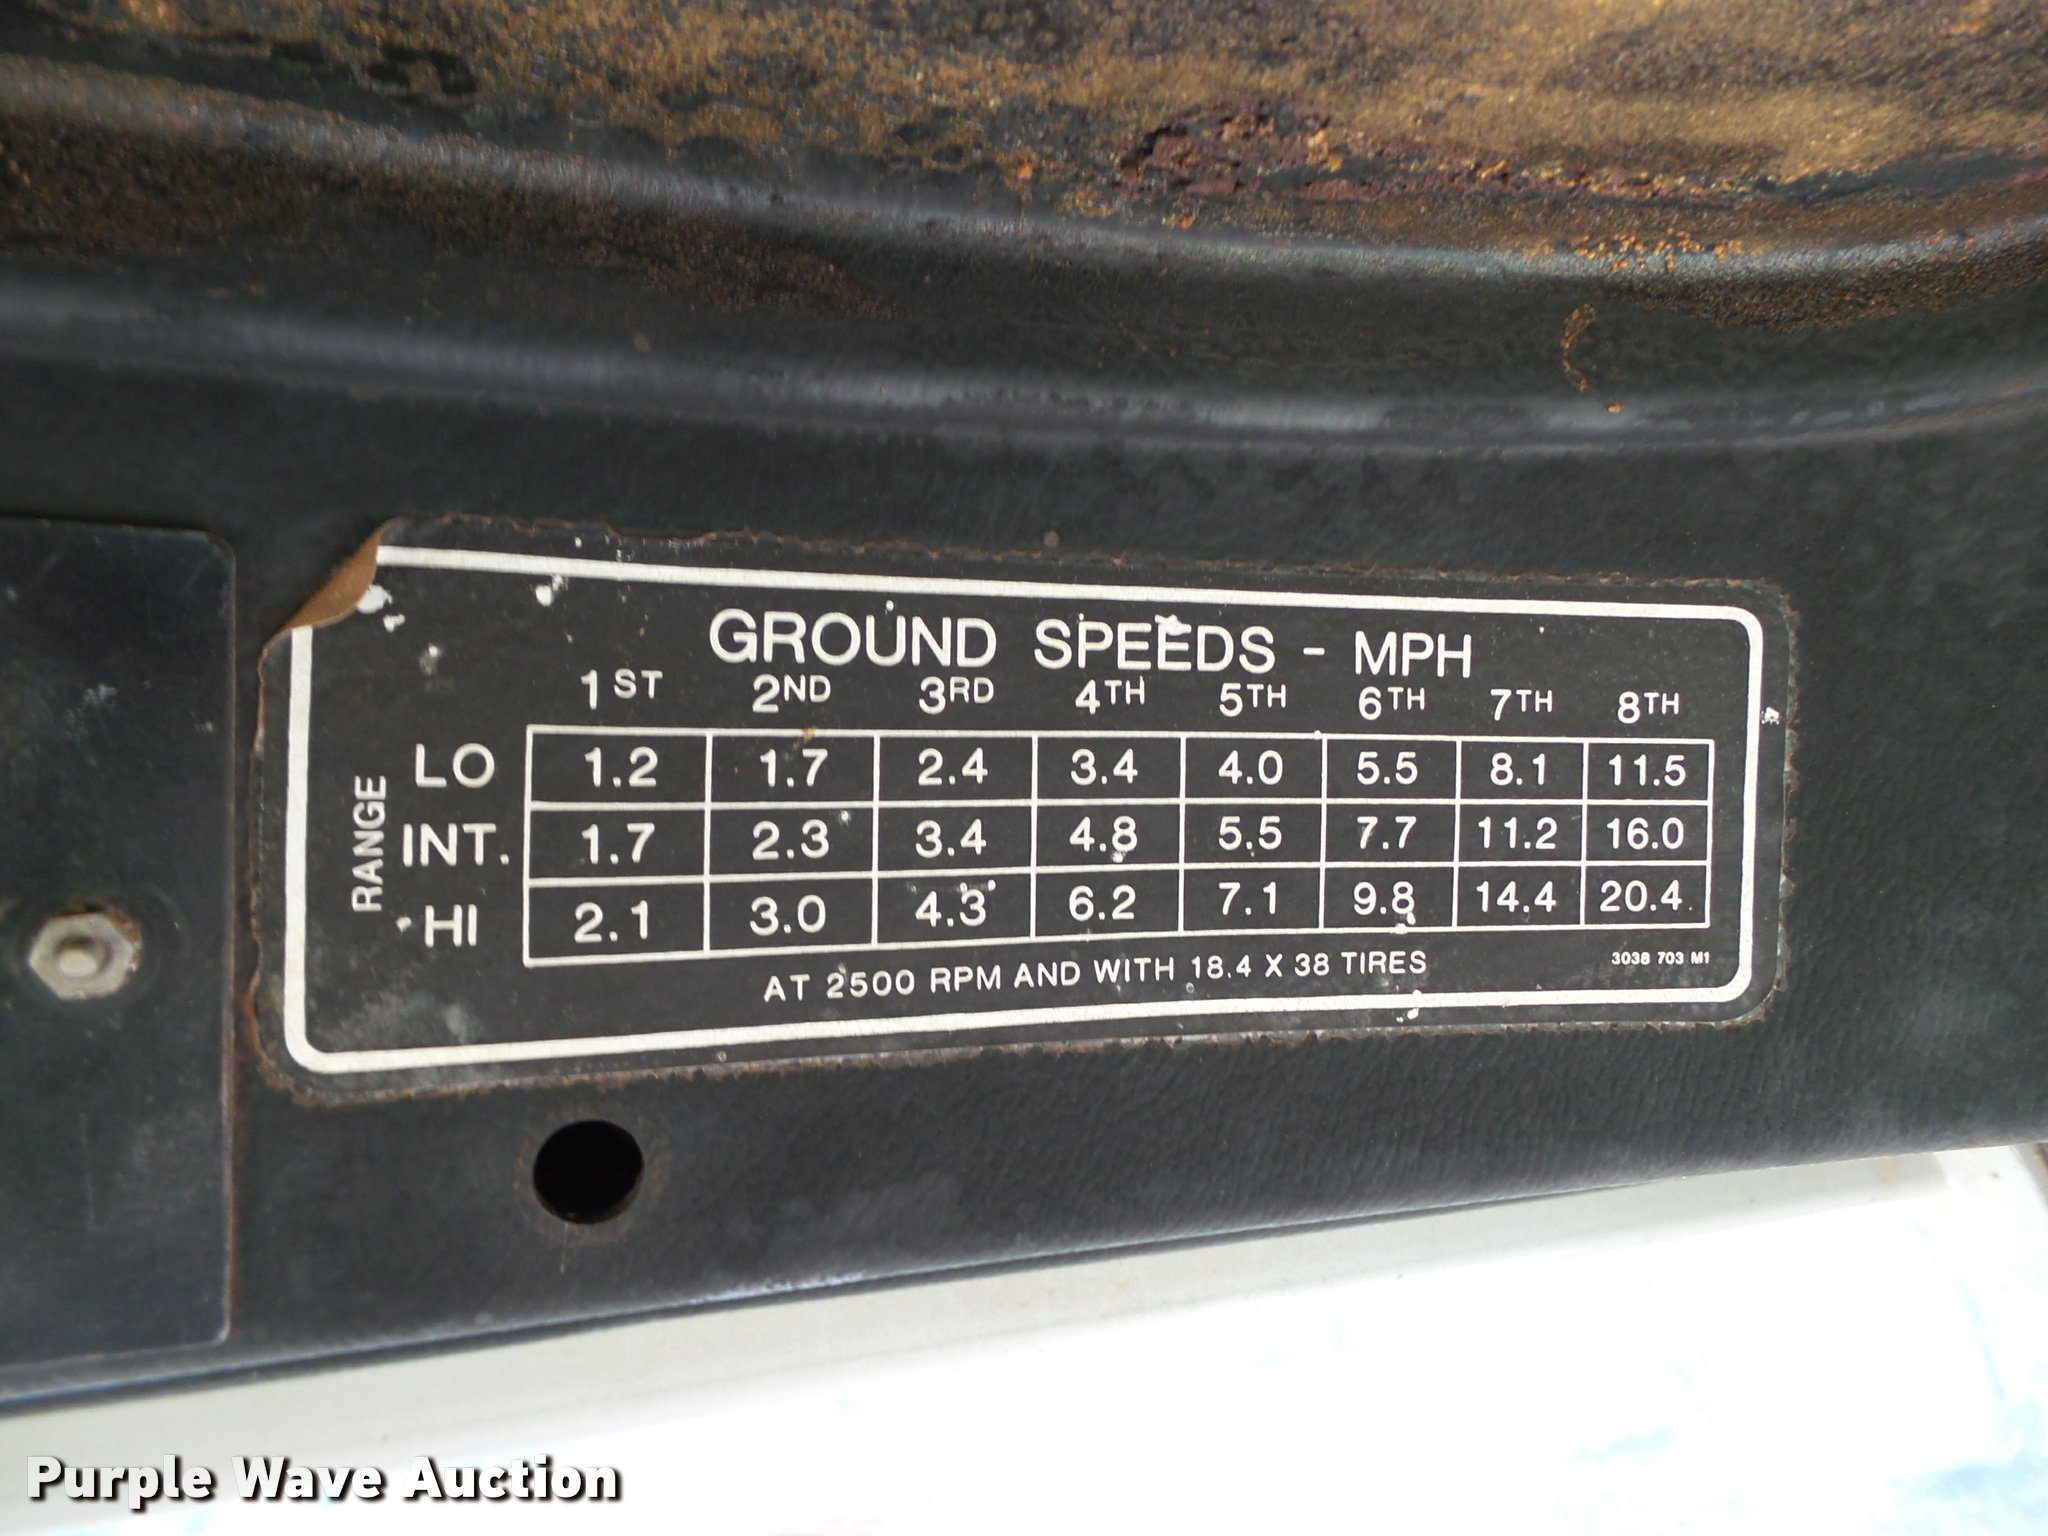 GROUND SPEEDS - MPH
1ST 2ND 3RD 4TH 5TH 6TH 7TH 8TH
RANGE
LO 1.2 1.7 2.4 3.4 4.0 5.5 8.1 11.5
INT. 1.7 2.3 3.4 4.8 5.5 7.7 11.2 16.0
HI 2.1 3.0 4.3 6.2 7.1 9.8 14.4 20.4
AT 2500 RPM AND WITH 18.4 X 38 TIRES
3038 703 M1
Purple Wave Auction